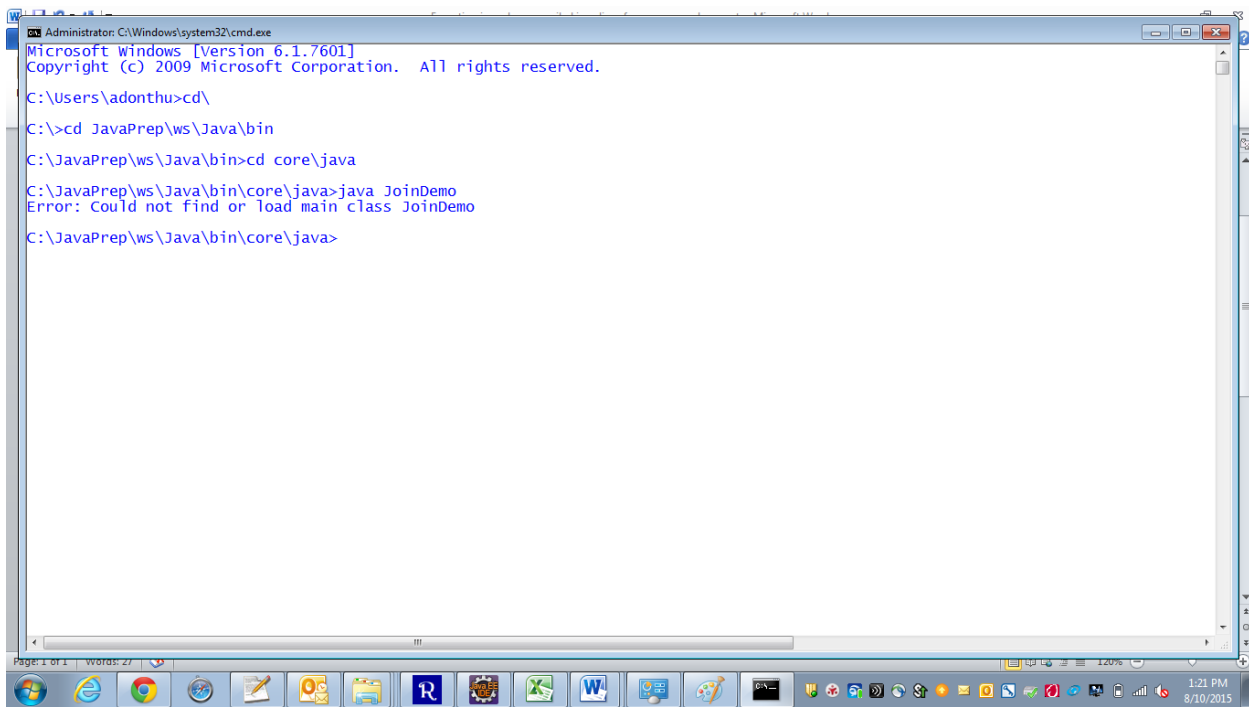 Administrator: C:\Windows\system32\cmd.exe
Microsoft Windows [Version 6.1.7601]
Copyright (c) 2009 Microsoft Corporation.  All rights reserved.
C:\Users\adonthu>cd\
C:\>cd JavaPrep\ws\Java\bin
C:\JavaPrep\ws\Java\bin>cd core\java
C:\JavaPrep\ws\Java\bin\core\java>java JoinDemo
Error: Could not find or load main class JoinDemo
C:\JavaPrep\ws\Java\bin\core\java>
Page: 1 of 1 Words: 27 120%
Java EE
IDE
1:21 PM
8/10/2015